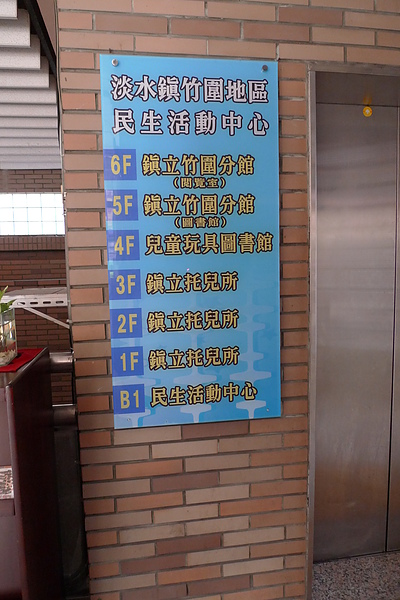 淡水鎮竹圍地區
民生活動中心
6F 鎮立竹圍分館
(閱覽室)
5F 鎮立竹圍分館
(圖書館)
4F 兒童玩具圖書館
3F 鎮立托兒所
2F 鎮立托兒所
1F 鎮立托兒所
B1 民生活動中心